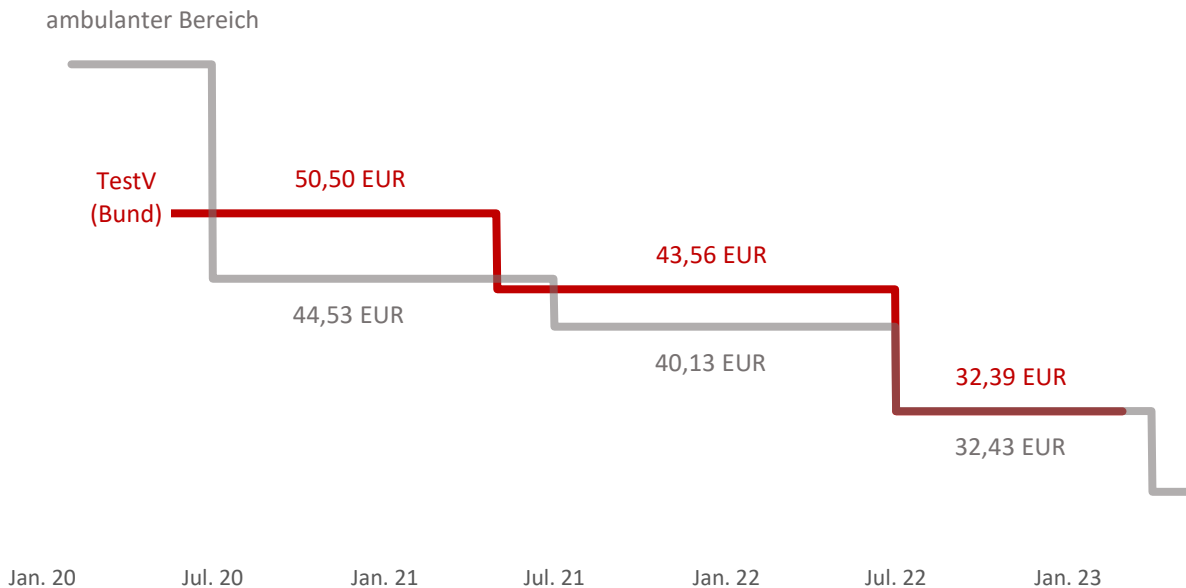 ambulanter Bereich
TestV
(Bund)
50,50 EUR
44,53 EUR
43,56 EUR
40,13 EUR
32,39 EUR
32,43 EUR
Jan. 20
Jul. 20
Jan. 21
Jul. 21
Jan. 22
Jul. 22
Jan. 23